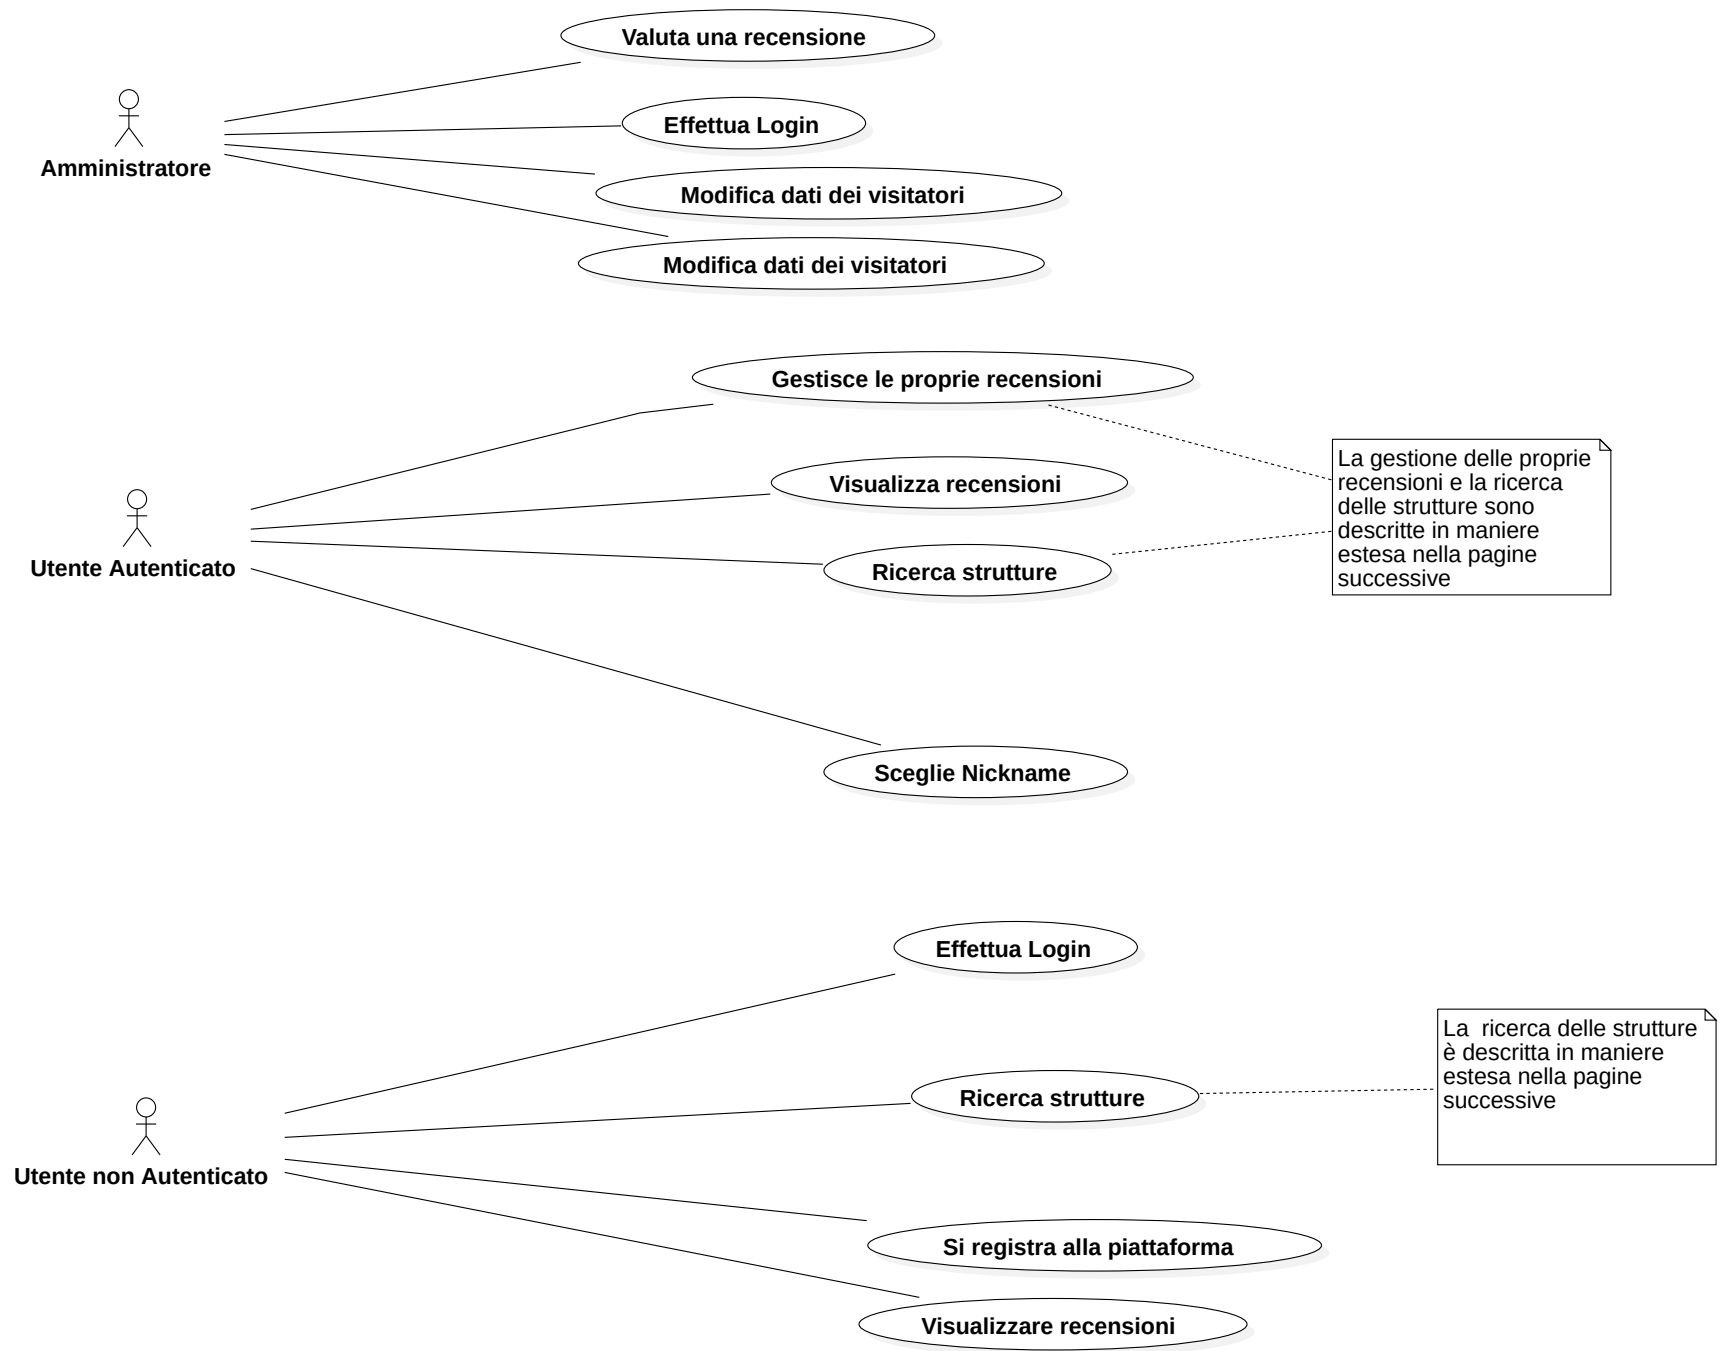 Valuta una recensione
Effettua Login
Amministratore
Modifica dati dei visitatori
Modifica dati dei visitatori
Gestisce le proprie recensioni
Visualizza recensioni
Utente Autenticato
Ricerca strutture
La gestione delle proprie
recensioni e la ricerca
delle strutture sono
descritte in maniere
estesa nella pagine
successive
Sceglie Nickname
Effettua Login
Ricerca strutture
La  ricerca delle strutture
è descritta in maniere
estesa nella pagine
successive
Utente non Autenticato
Si registra alla piattaforma
Visualizzare recensioni